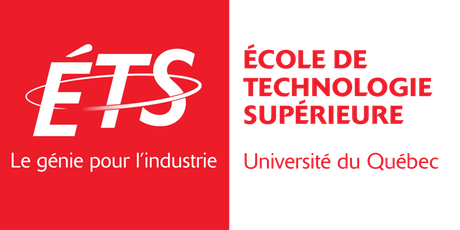 ÉTS
Le génie pour l'industrie
ÉCOLE DE
TECHNOLOGIE
SUPÉRIEURE
Université du Québec